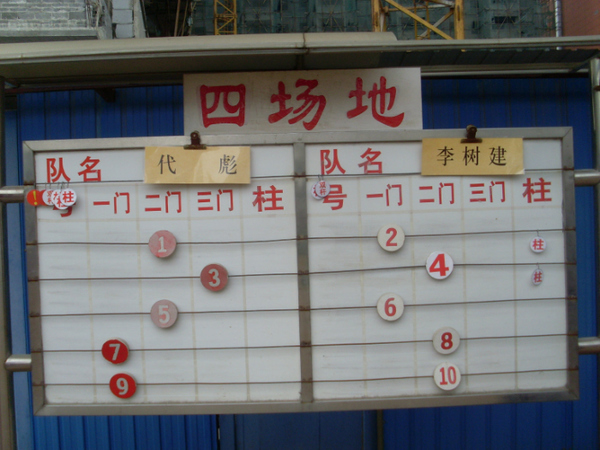 四场地
队名 代彪
号 一门 二门 三门 柱
柱
1
3
5
7
9
队名 李树建
号 一门 二门 三门 柱
2 柱
4 柱
6
8
10